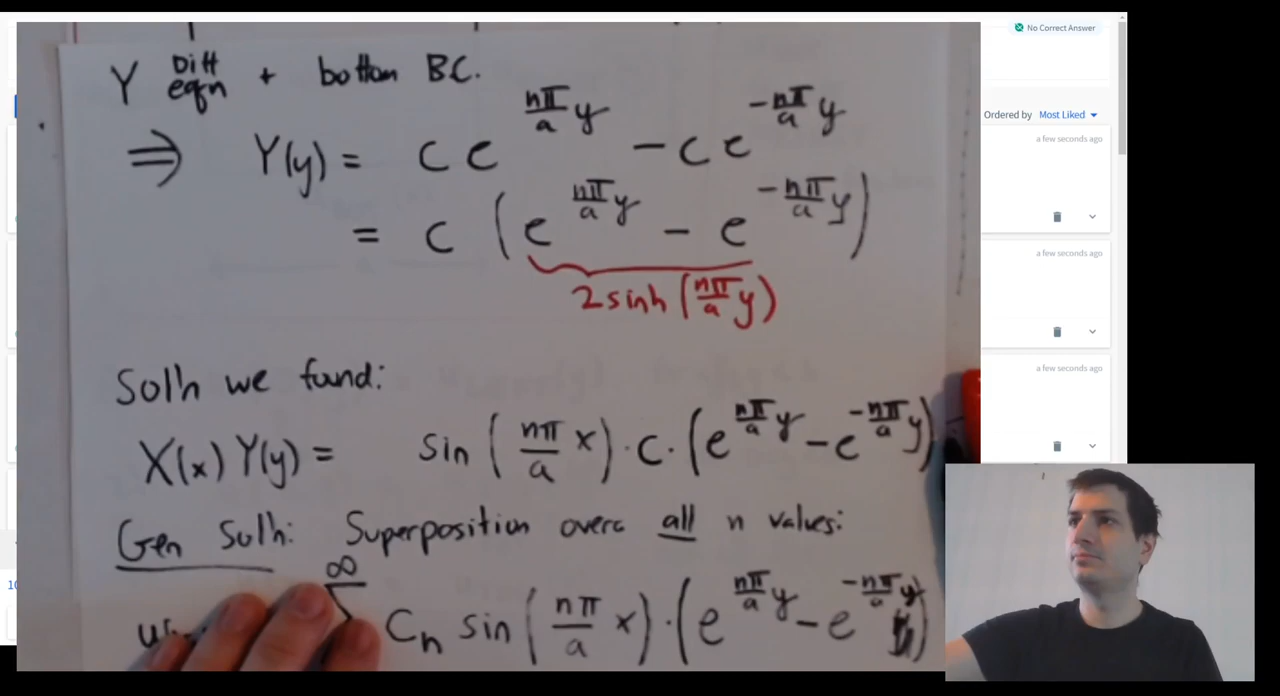 No Correct Answer
Ordered by Most Liked
a few seconds ago
a few seconds ago
a few seconds ago
10
Y Diff eqn + bottom BC.
⇒ Y(y) = c e^{nπ/a y} - c e^{-nπ/a y}
= c (e^{nπ/a y} - e^{-nπ/a y})
2 sinh (nπ/a y)
Sol'n we found:
X(x) Y(y) = sin (nπ/a x) · c · (e^{nπ/a y} - e^{-nπ/a y})
Gen Sol'n: Superposition over all n values:
∞
C_n sin (nπ/a x) · (e^{nπ/a y} - e^{-nπ/a y})